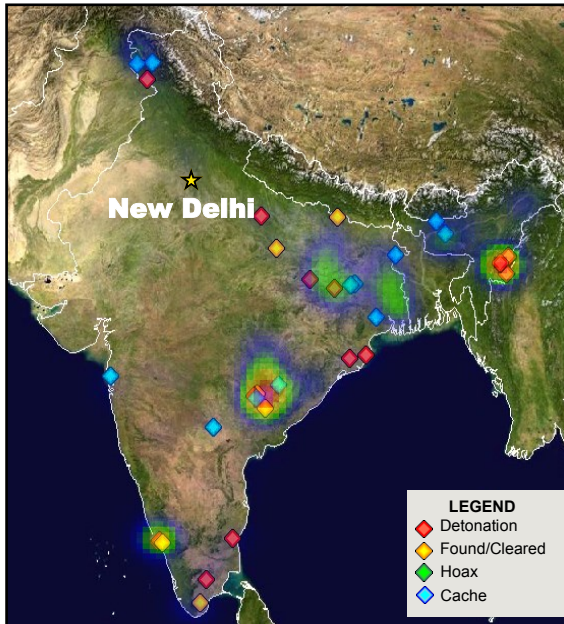 New Delhi
LEGEND
Detonation
Found/Cleared
Hoax
Cache